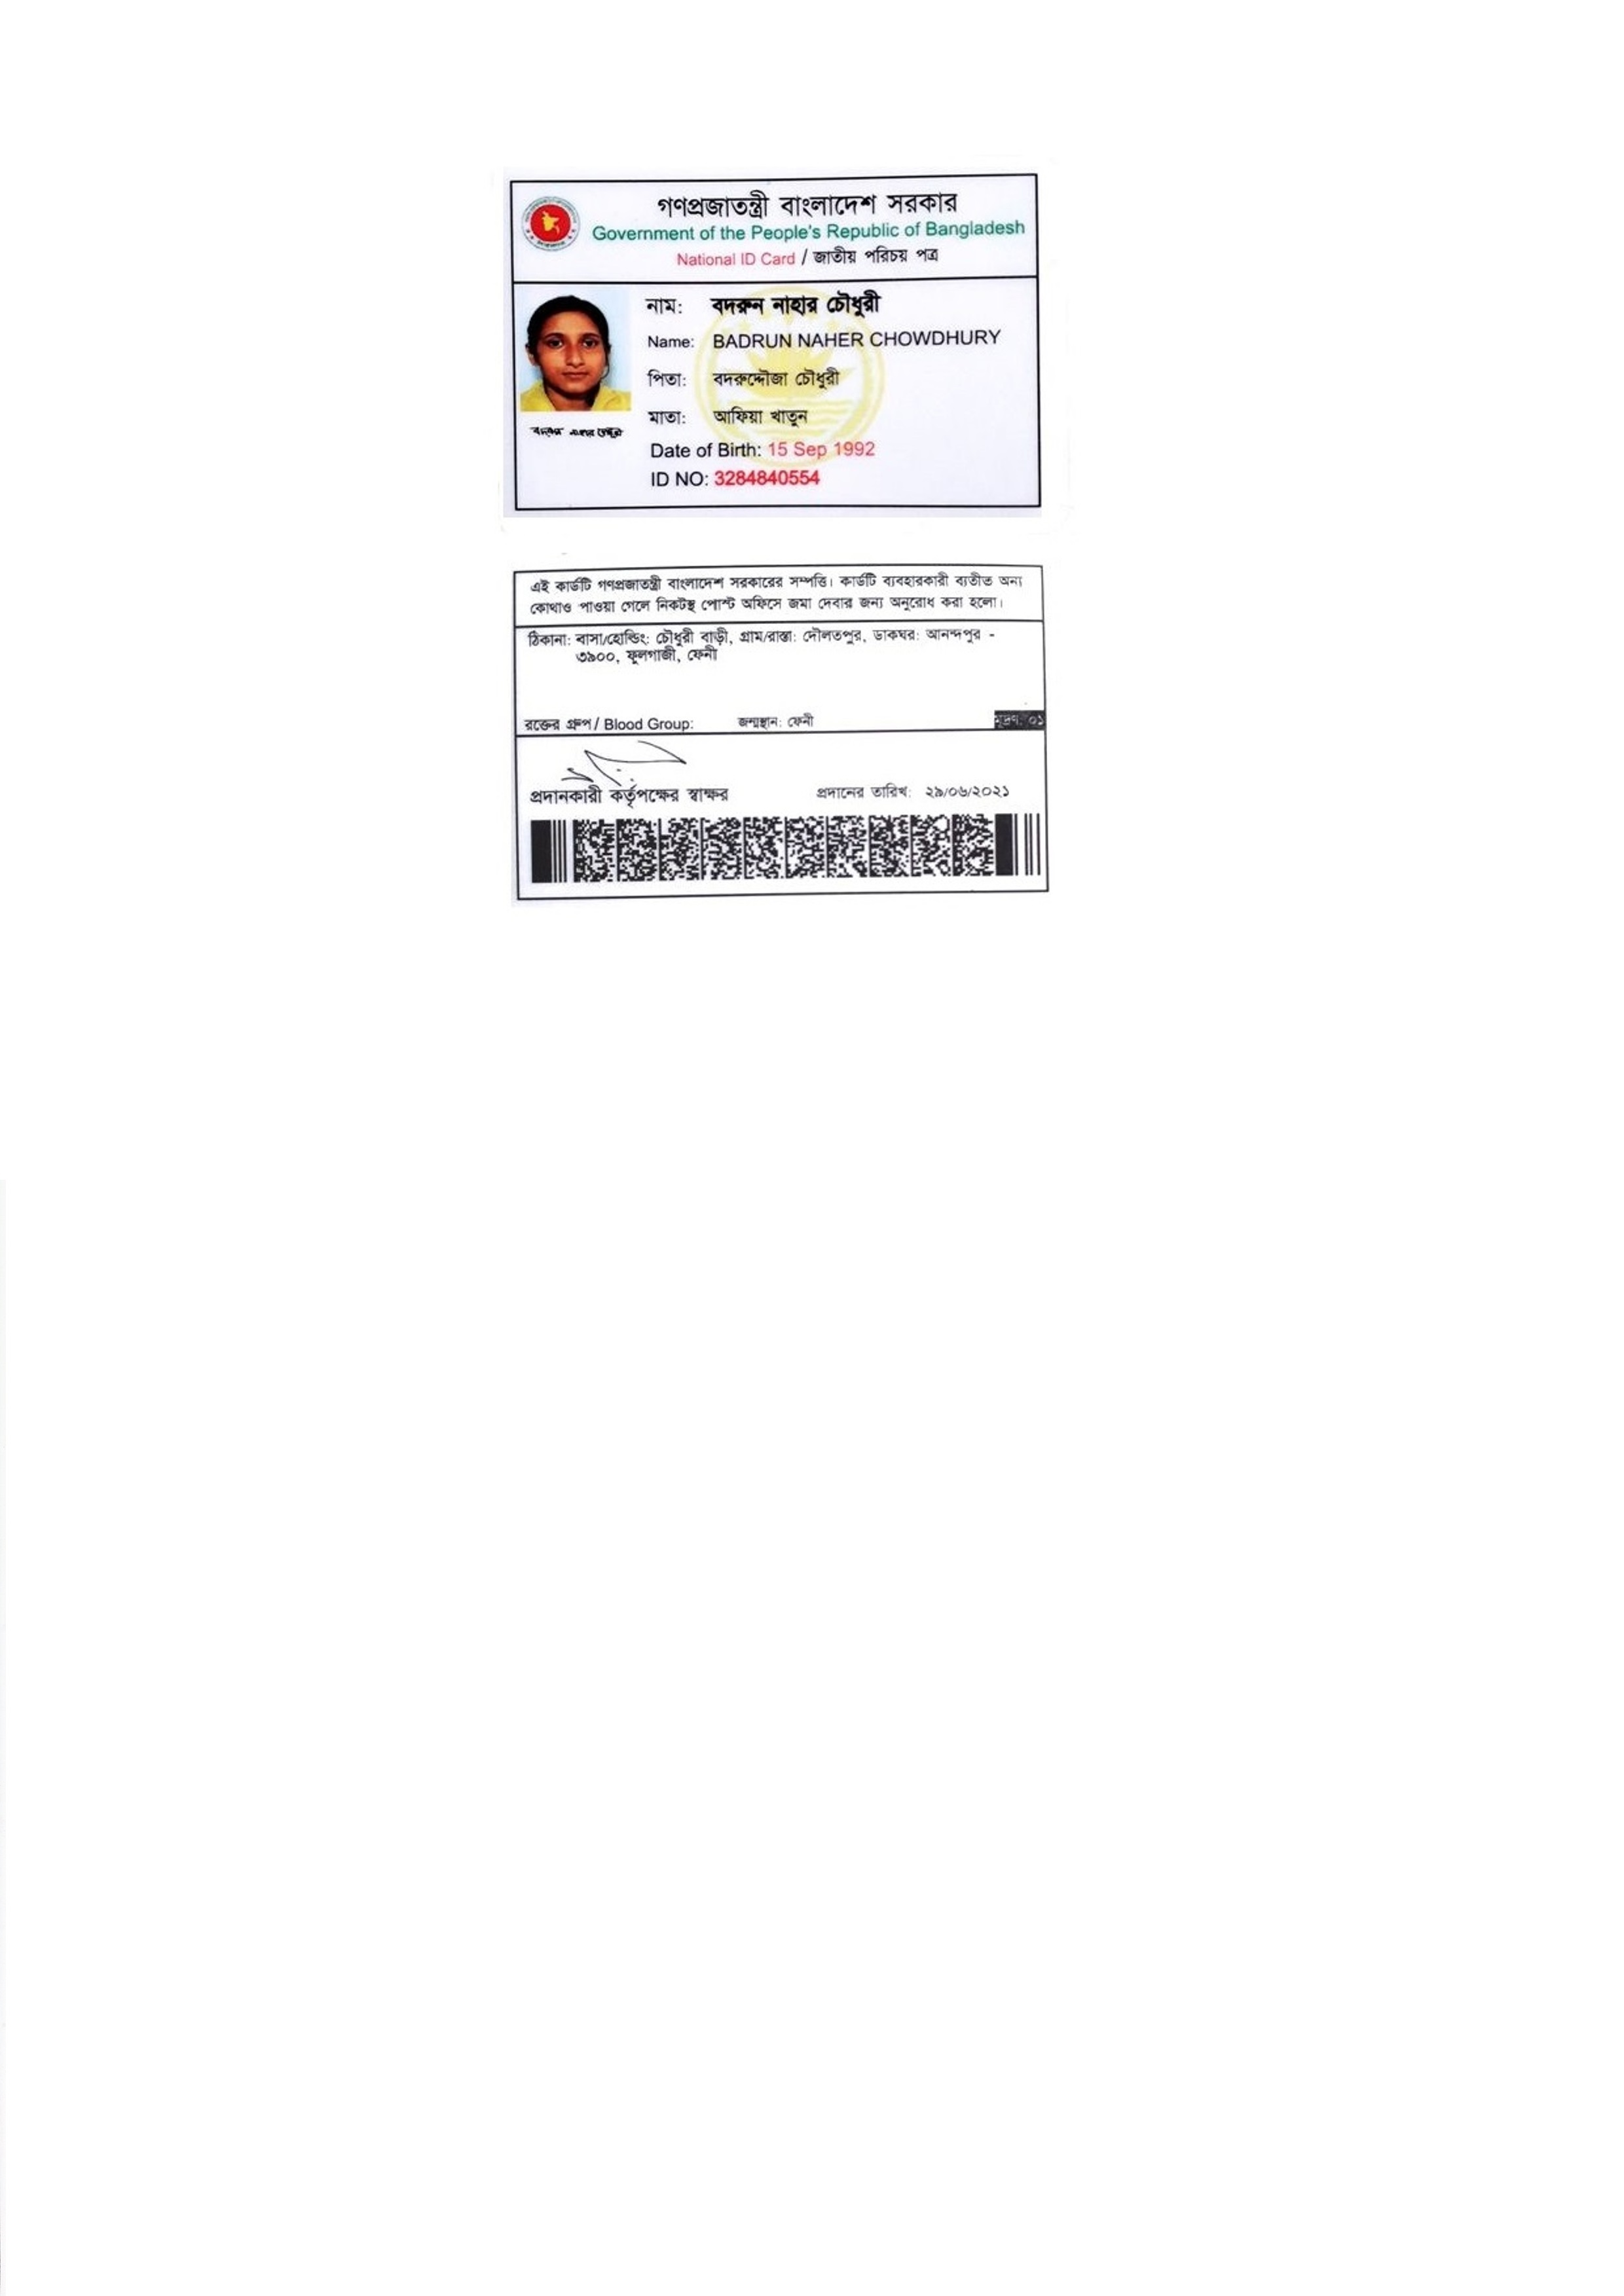 গণপ্রজাতন্ত্রী বাংলাদেশ সরকার
Government of the People's Republic of Bangladesh
National ID Card / জাতীয় পরিচয় পত্র
নাম: বদরুন নাহার চৌধুরী
Name: BADRUN NAHER CHOWDHURY
পিতা: বদরুদ্দৌজা চৌধুরী
মাতা: আফিয়া খাতুন
Date of Birth: 15 Sep 1992
ID NO: 3284840554
এই কার্ডটি গণপ্রজাতন্ত্রী বাংলাদেশ সরকারের সম্পত্তি। কার্ডটি ব্যবহারকারী ব্যতীত অন্য
কোথাও পাওয়া গেলে নিকটস্থ পোস্ট অফিসে জমা দেবার জন্য অনুরোধ করা হলো।
ঠিকানা: বাসা/হোল্ডিং: চৌধুরী বাড়ী, গ্রাম/রাস্তা: দৌলতপুর, ডাকঘর: আনন্দপুর -
৩৯০০, ফুলগাজী, ফেনী
রক্তের গ্রুপ / Blood Group: জন্মস্থান: ফেনী মুদ্রণ: ০১
প্রদানকারী কর্তৃপক্ষের স্বাক্ষর প্রদানের তারিখ: ২৯/০৬/২০২১